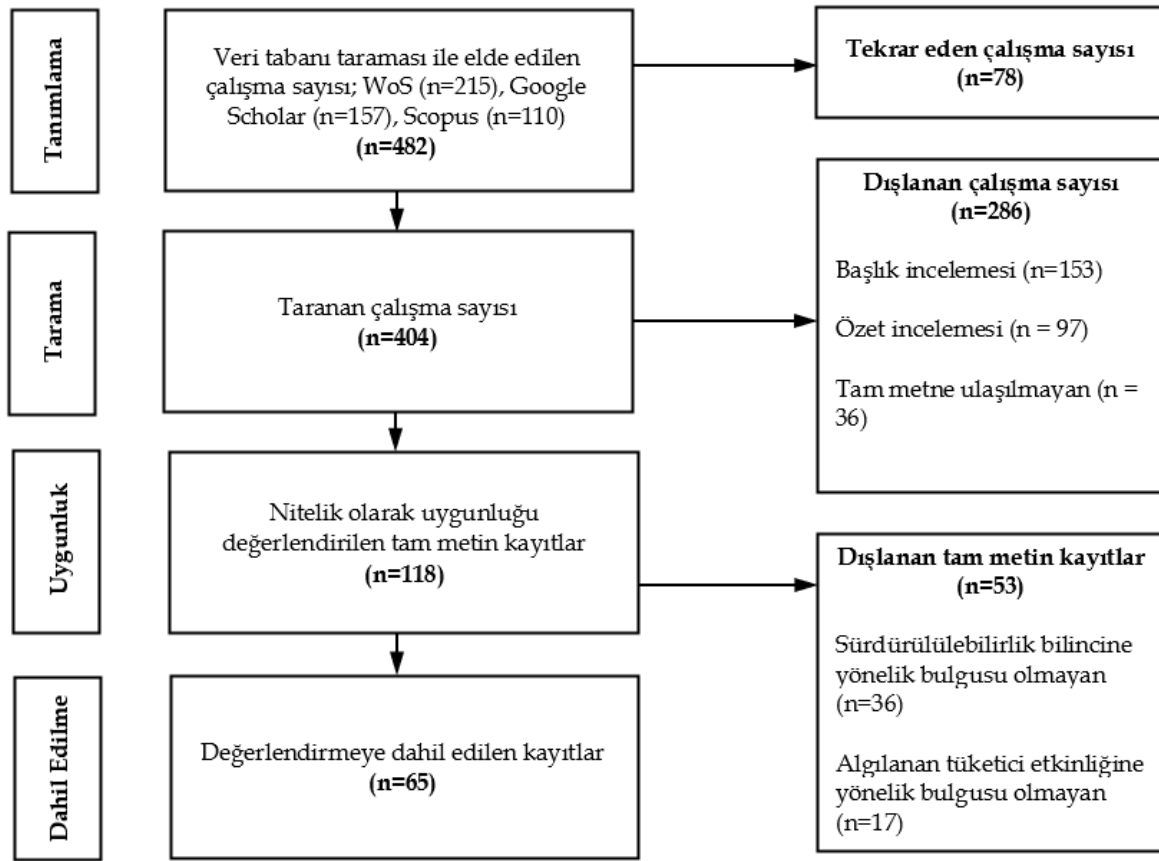 Tanımlama
Veri tabanı taraması ile elde edilen
çalışma sayısı; WoS (n=215), Google
Scholar (n=157), Scopus (n=110)
(n=482)
Tekrar eden çalışma sayısı
(n=78)
Tarama
Taranan çalışma sayısı
(n=404)
Dışlanan çalışma sayısı
(n=286)
Başlık incelemesi (n=153)
Özet incelemesi (n = 97)
Tam metne ulaşılmayan (n =
36)
Uygunluk
Nitelik olarak uygunluğu
değerlendirilen tam metin kayıtlar
(n=118)
Dışlanan tam metin kayıtlar
(n=53)
Sürdürülülebilirlik bilincine
yönelik bulgusu olmayan
(n=36)
Algılanan tüketici etkinliğine
yönelik bulgusu olmayan
(n=17)
Dahil Edilme
Değerlendirmeye dahil edilen kayıtlar
(n=65)